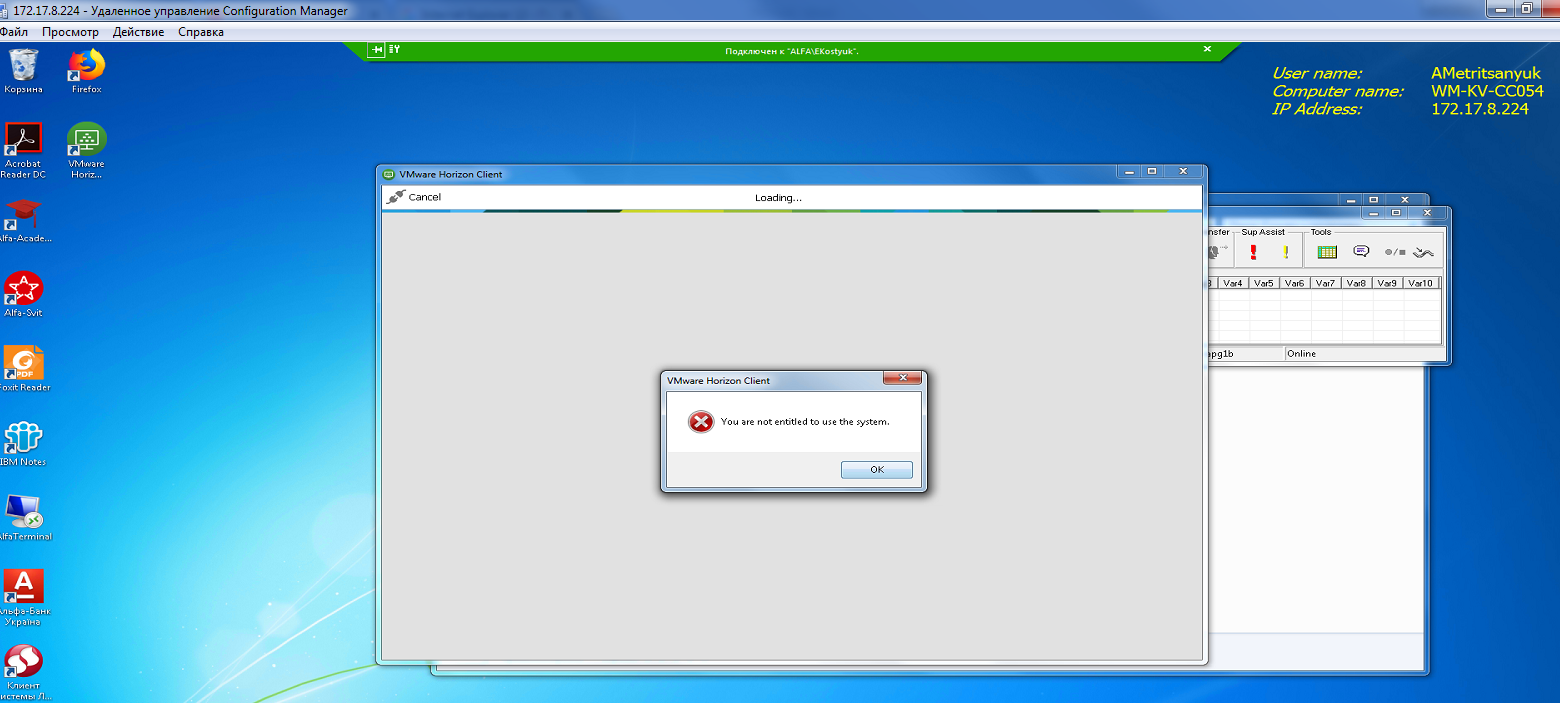 172.17.8.224 - Удаленное управление Configuration Manager
Файл Просмотр Действие Справка
Подключен к "ALFA\EKostyuk".
User name: AMetritsanyuk
Computer name: WM-KV-CC054
IP Address: 172.17.8.224
Корзина
Firefox
Acrobat
Reader DC
VMware
Horiz...
lfa-Acade...
Alfa-Svit
Foxit Reader
IBM Notes
AlfaTerminal
Альфа-Банк
Україна
Клиент
истемы Л...
VMware Horizon Client
Cancel
Loading...
nsfer Sup Assist Tools
3 Var4 Var5 Var6 Var7 Var8 Var9 Var10
apg1b Online
VMware Horizon Client
You are not entitled to use the system.
OK